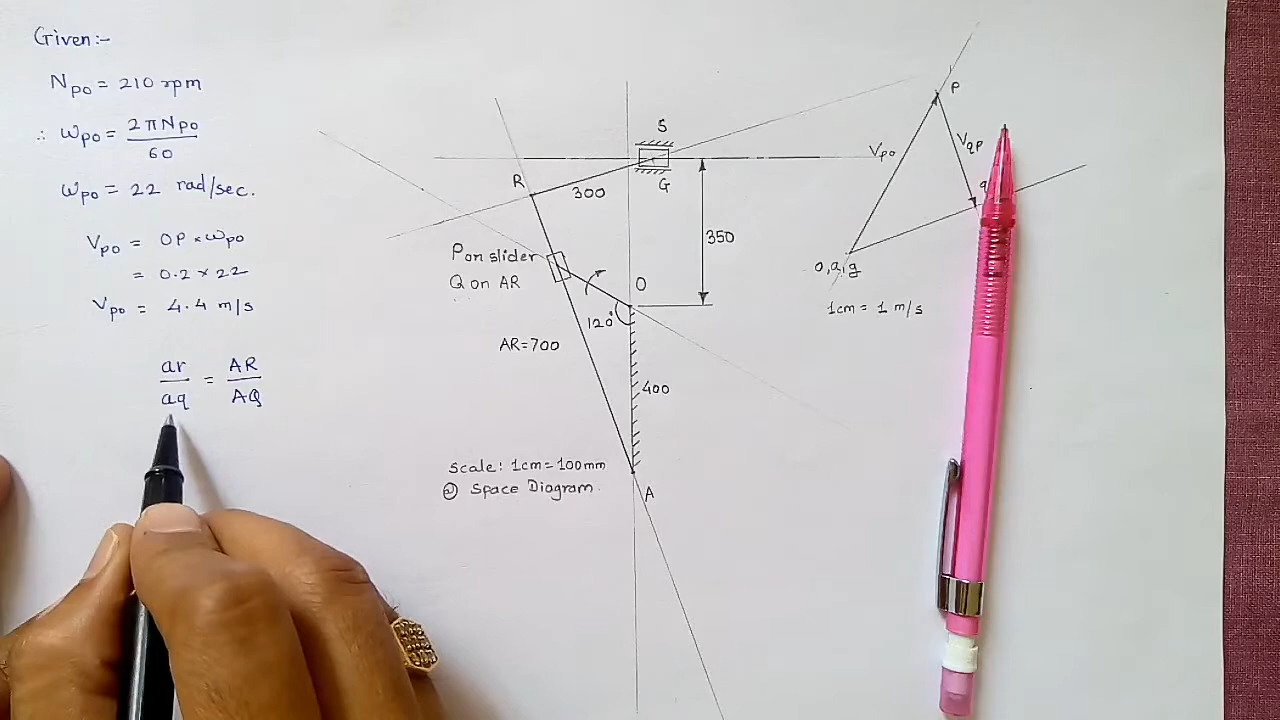 Given:-
Npo = 210 rpm
∴ ωpo = 2πNpo
60
ωpo = 22 rad/sec.
Vpo = OP × ωpo
= 0.2 × 22
Vpo = 4.4 m/s
ar = AR
aq AQ
S
G
R
300
350
P on slider
Q on AR
O
120°
AR=700
400
scale: 1cm=100mm
@ Space Diagram.
A
P
Vpo
Vqp
q
o,a,g
1cm = 1 m/s